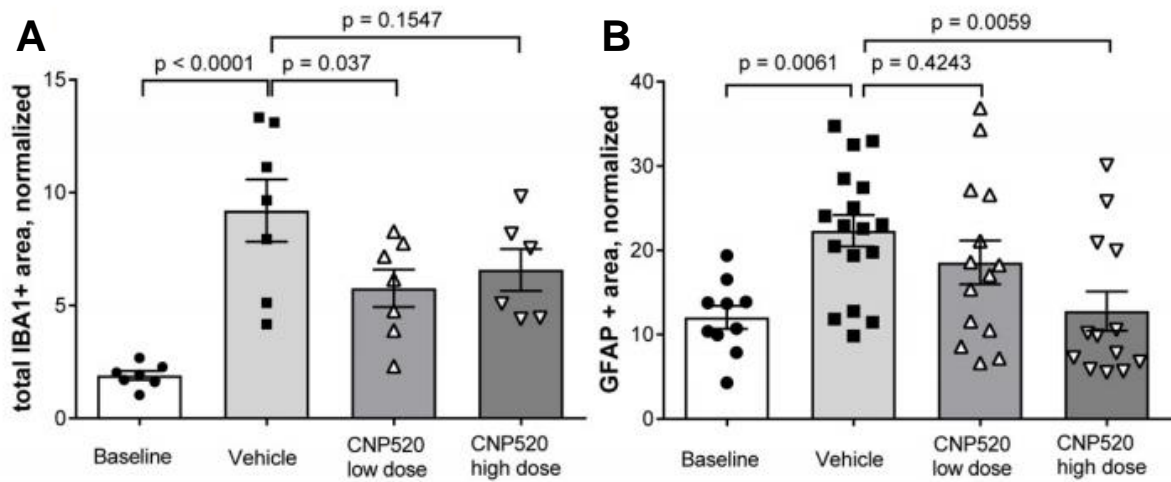 A
p = 0.1547
p < 0.0001
p = 0.037
total IBA1+ area, normalized
15
10
5
0
Baseline
Vehicle
CNP520
low dose
CNP520
high dose
B
p = 0.0059
p = 0.0061
p = 0.4243
GFAP + area, normalized
40
30
20
10
0
Baseline
Vehicle
CNP520
low dose
CNP520
high dose